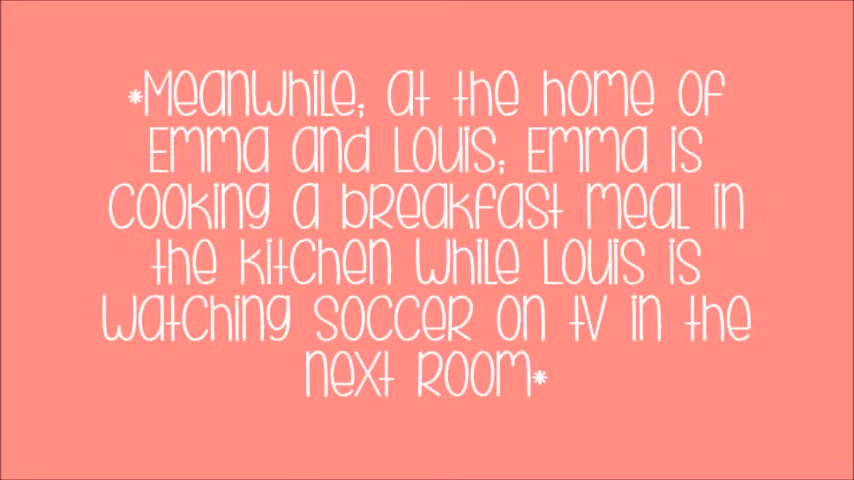 *Meanwhile; at the home of
Emma and Louis; Emma is
cooking a breakfast meal in
the kitchen while Louis is
watching soccer on tv in the
next room*